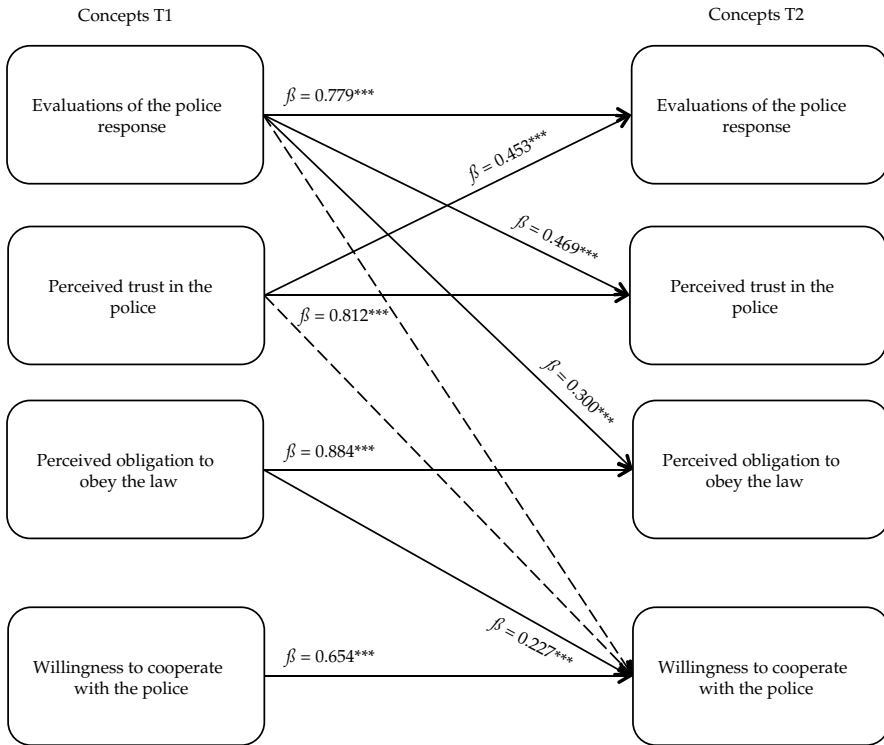 Concepts T1
Concepts T2
Evaluations of the police
response
ß = 0.779***
Evaluations of the police
response
ß = 0.453***
ß = 0.469***
Perceived trust in the
police
ß = 0.812***
Perceived trust in the
police
ß = 0.300***
Perceived obligation to
obey the law
ß = 0.884***
Perceived obligation to
obey the law
ß = 0.227***
Willingness to cooperate
with the police
ß = 0.654***
Willingness to cooperate
with the police